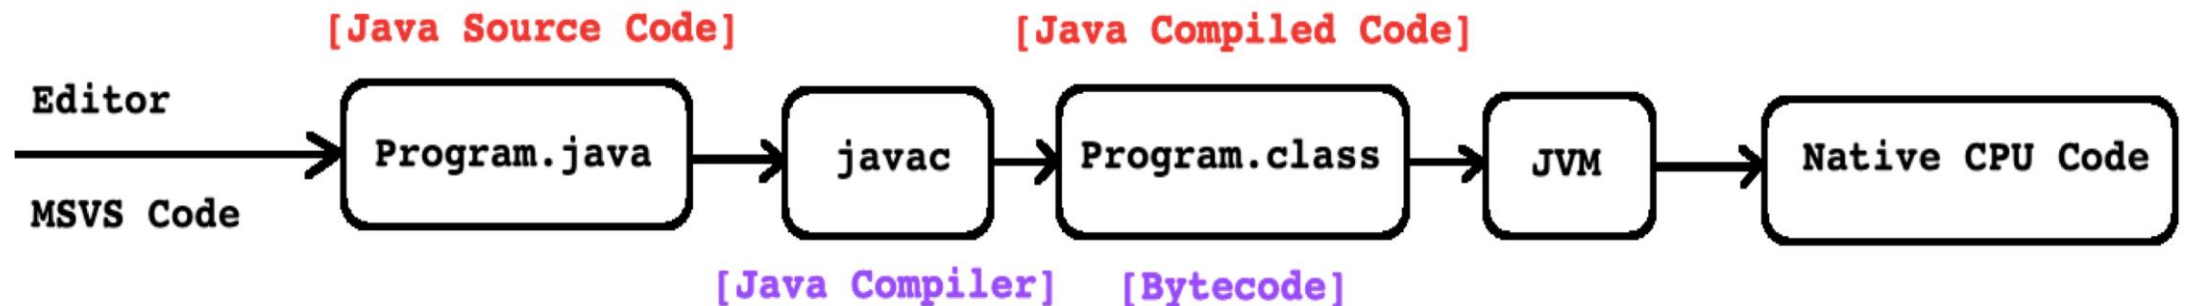 [Java Source Code]
[Java Compiled Code]
Editor
MSVS Code
Program.java
javac
Program.class
JVM
Native CPU Code
[Java Compiler]
[Bytecode]